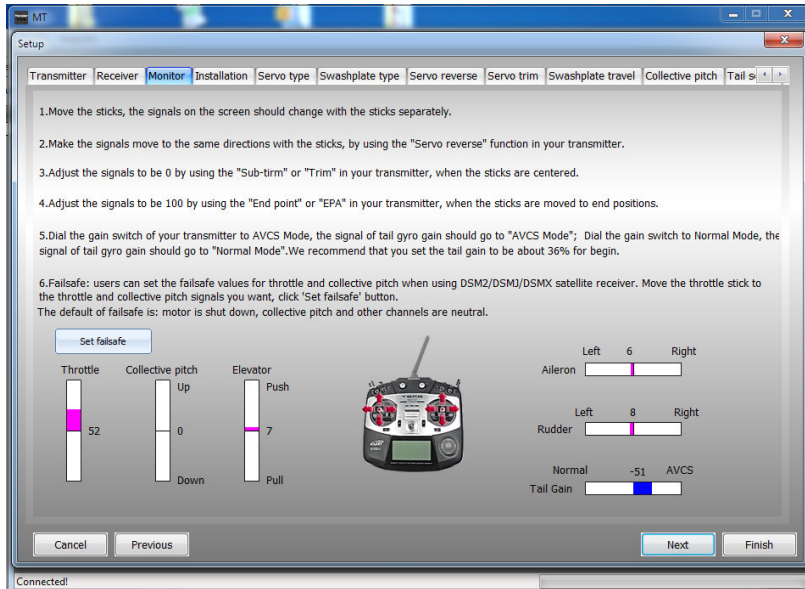 MT
Setup
Transmitter Receiver Monitor Installation Servo type Swashplate type Servo reverse Servo trim Swashplate travel Collective pitch Tail se
1.Move the sticks, the signals on the screen should change with the sticks separately.
2.Make the signals move to the same directions with the sticks, by using the "Servo reverse" function in your transmitter.
3.Adjust the signals to be 0 by using the "Sub-tirm" or "Trim" in your transmitter, when the sticks are centered.
4.Adjust the signals to be 100 by using the "End point" or "EPA" in your transmitter, when the sticks are moved to end positions.
5.Dial the gain switch of your transmitter to AVCS Mode, the signal of tail gyro gain should go to "AVCS Mode"; Dial the gain switch to Normal Mode, the
signal of tail gyro gain should go to "Normal Mode".We recommend that you set the tail gain to be about 36% for begin.
6.Failsafe: users can set the failsafe values for throttle and collective pitch when using DSM2/DSMJ/DSMX satellite receiver. Move the throttle stick to
the throttle and collective pitch signals you want, click 'Set failsafe' button.
The default of failsafe is: motor is shut down, collective pitch and other channels are neutral.
Set failsafe
Throttle Collective pitch Elevator
Up Push
52 0 7
Down Pull
Left 6 Right
Aileron
Left 8 Right
Rudder
Normal -51 AVCS
Tail Gain
Cancel Previous Next Finish
Connected!